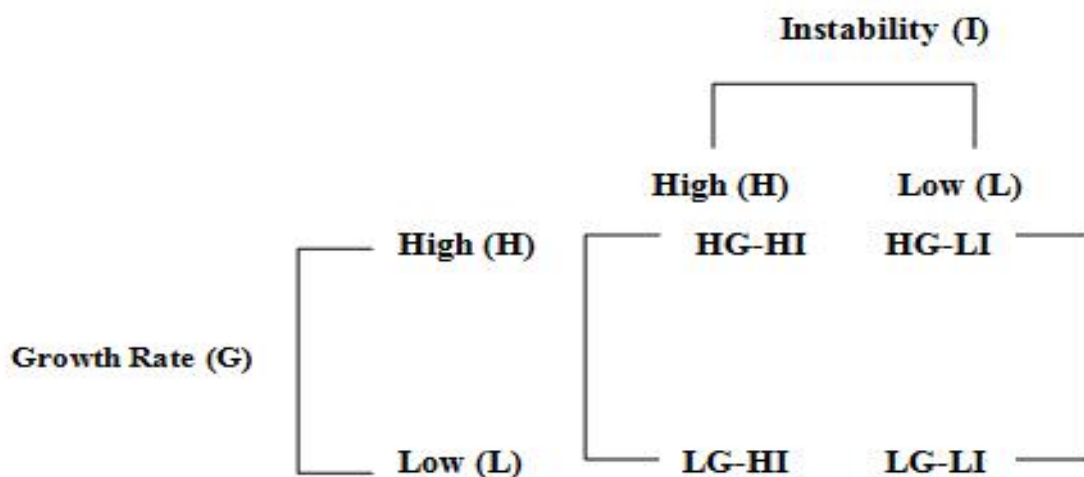 Instability (I)
High (H) Low (L)
High (H) HG-HI HG-LI
Growth Rate (G)
Low (L) LG-HI LG-LI